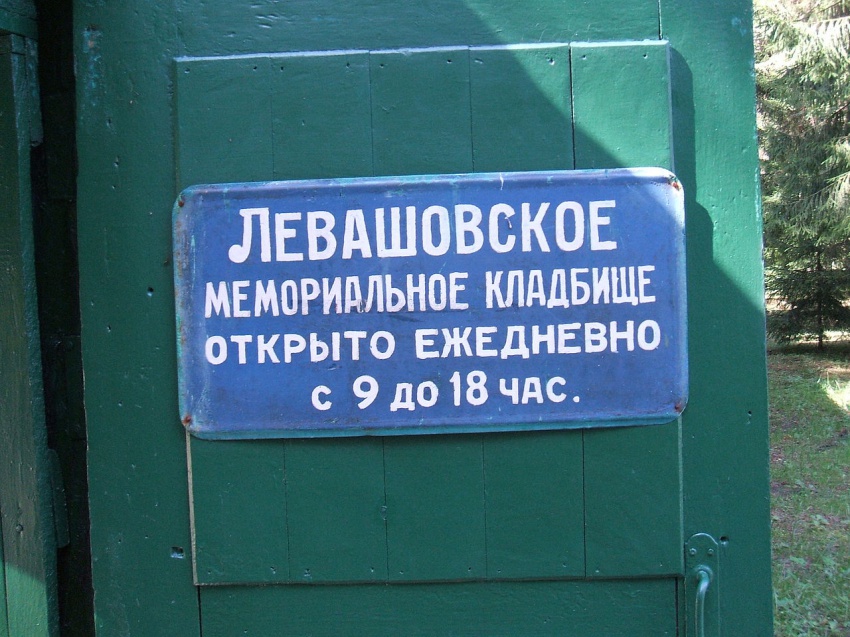 ЛЕВАШОВСКОЕ
МЕМОРИАЛЬНОЕ КЛАДБИЩЕ
ОТКРЫТО ЕЖЕДНЕВНО
с 9 до 18 час.